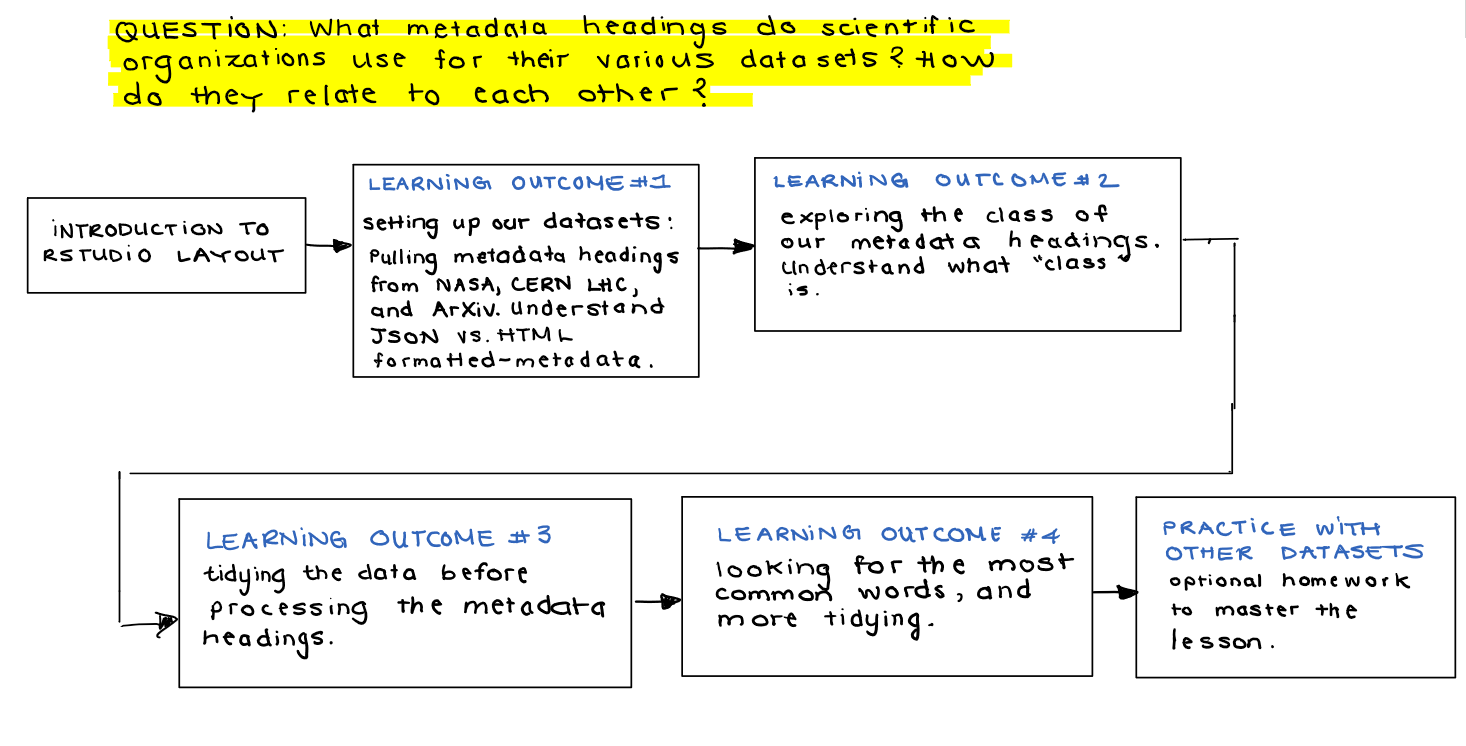 QUESTION: What metadata headings do scientific
organizations use for their various datasets? How
do they relate to each other?
INTRODUCTION TO
RSTUDIO LAYOUT
LEARNING OUTCOME #1
setting up our datasets:
Pulling metadata headings
from NASA, CERN LHC,
and ArXiv. Understand
JSON vs. HTML
formatted-metadata.
LEARNING OUTCOME #2
exploring the class of
our metadata headings.
Understand what "class"
is.
LEARNING OUTCOME #3
tidying the data before
processing the metadata
headings.
LEARNING OUTCOME #4
looking for the most
common words, and
more tidying.
PRACTICE WITH
OTHER DATASETS
optional homework
to master the
lesson.